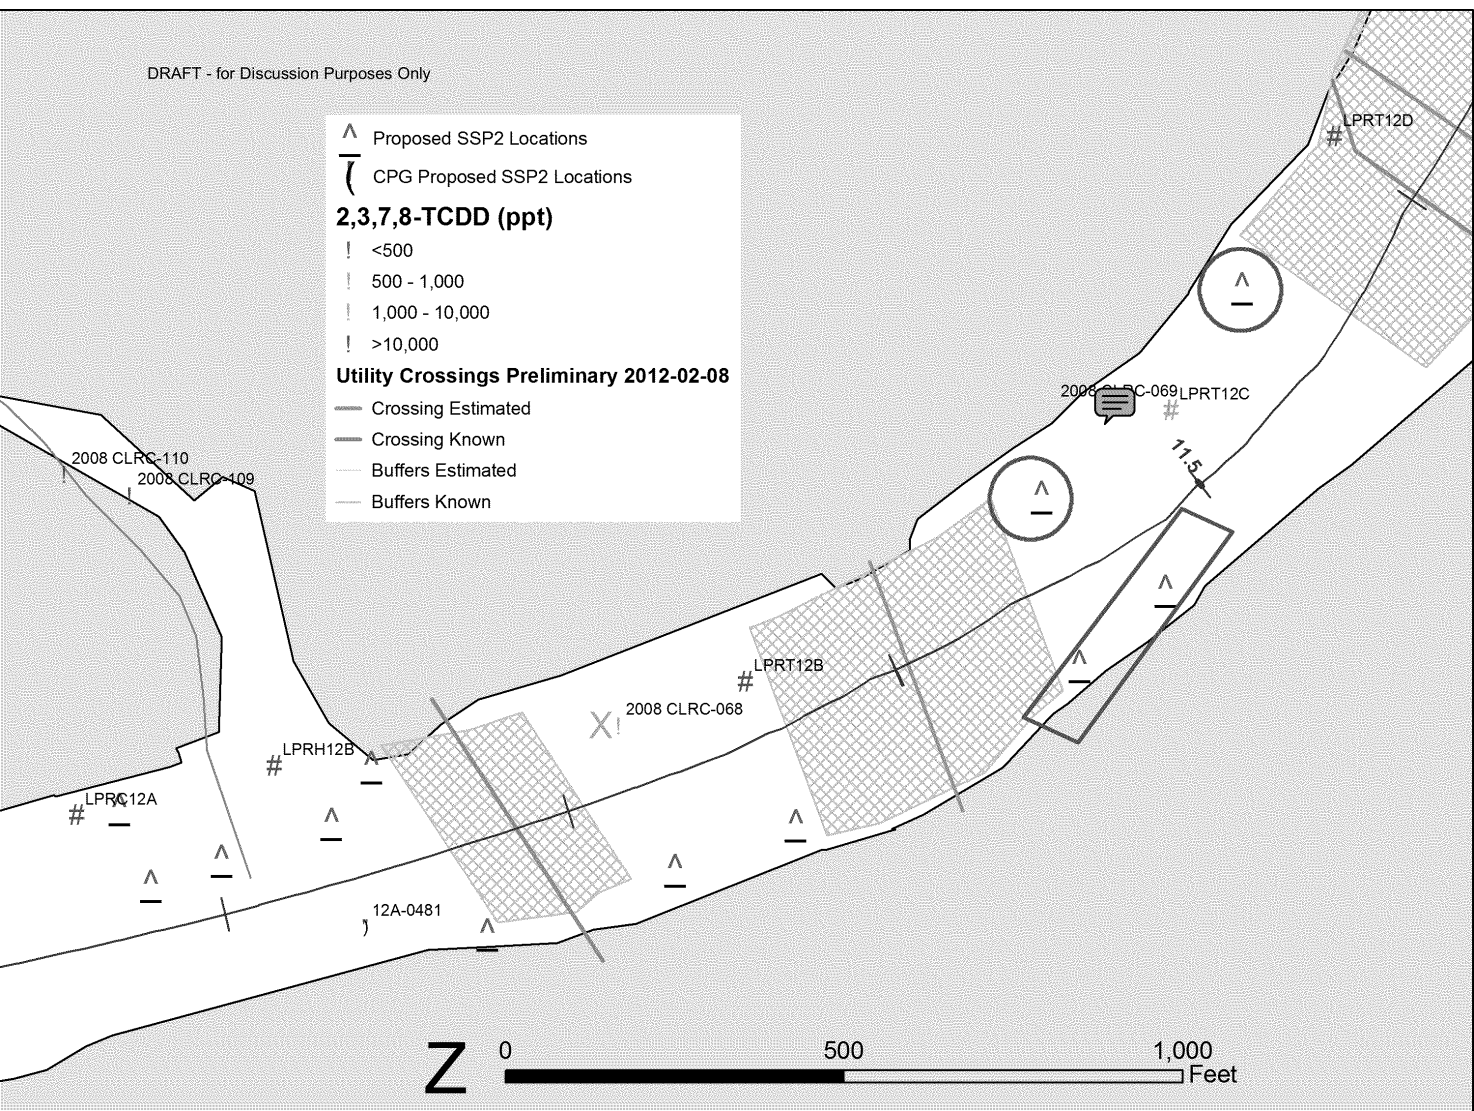 DRAFT - for Discussion Purposes Only
^ Proposed SSP2 Locations
( CPG Proposed SSP2 Locations
2,3,7,8-TCDD (ppt)
! <500
! 500 - 1,000
! 1,000 - 10,000
! >10,000
Utility Crossings Preliminary 2012-02-08
Crossing Estimated
Crossing Known
Buffers Estimated
Buffers Known
# LPRT12D
2008 CLRC-069
# LPRT12C
11.5
! 2008 CLRC-110
! 2008 CLRC-109
# LPRT12B
X! 2008 CLRC-068
# LPRH12B
# LPRC12A
) 12A-0481
Z
0 500 1,000
Feet